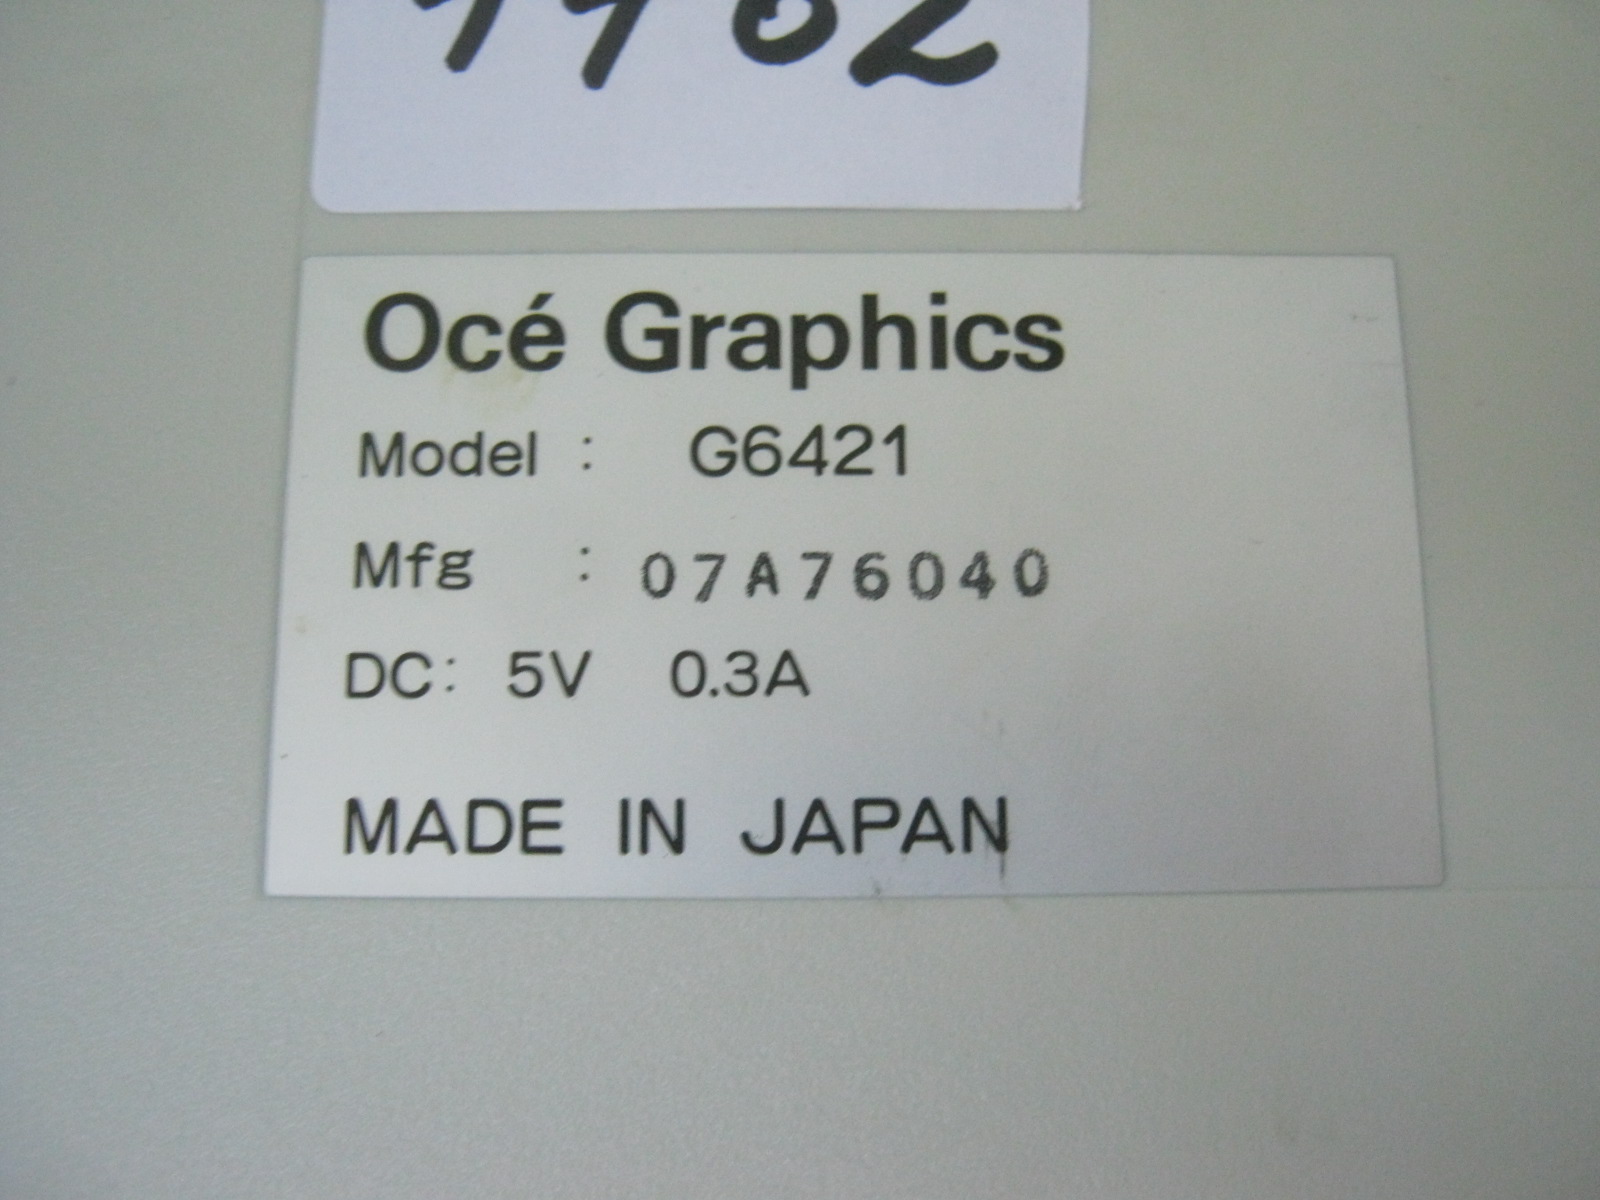 Océ Graphics
Model : G6421
Mfg : 07A76040
DC: 5V 0.3A
MADE IN JAPAN